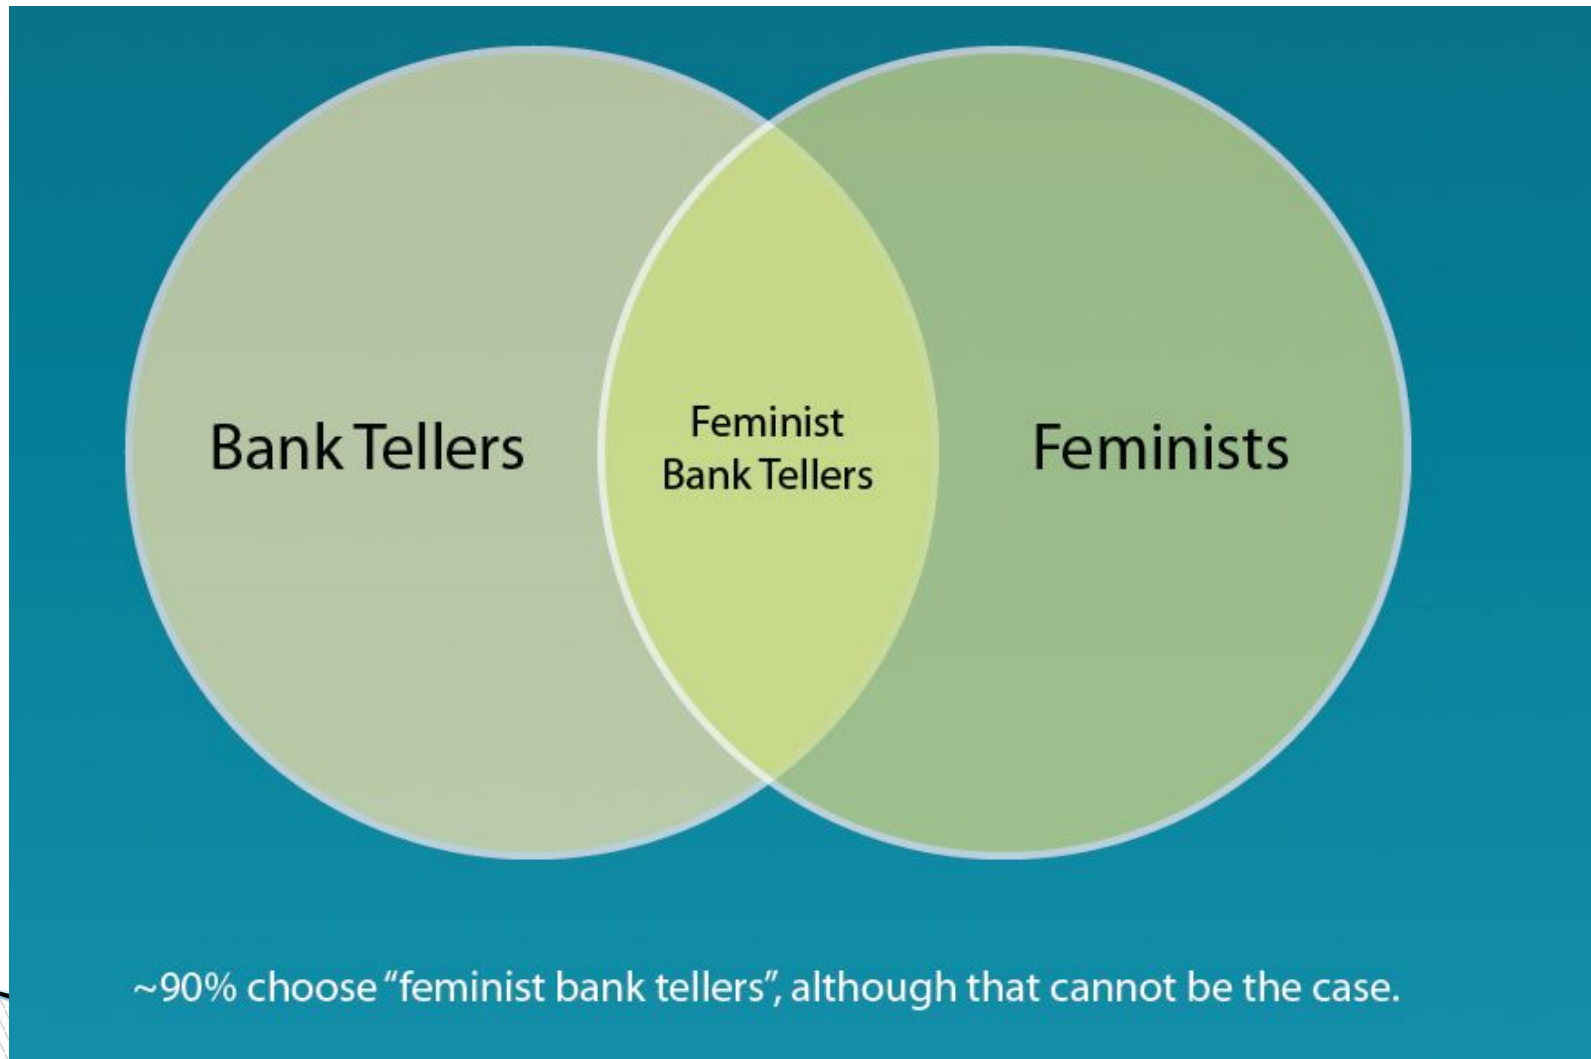 Bank Tellers
Feminist
Bank Tellers
Feminists
~90% choose “feminist bank tellers”, although that cannot be the case.